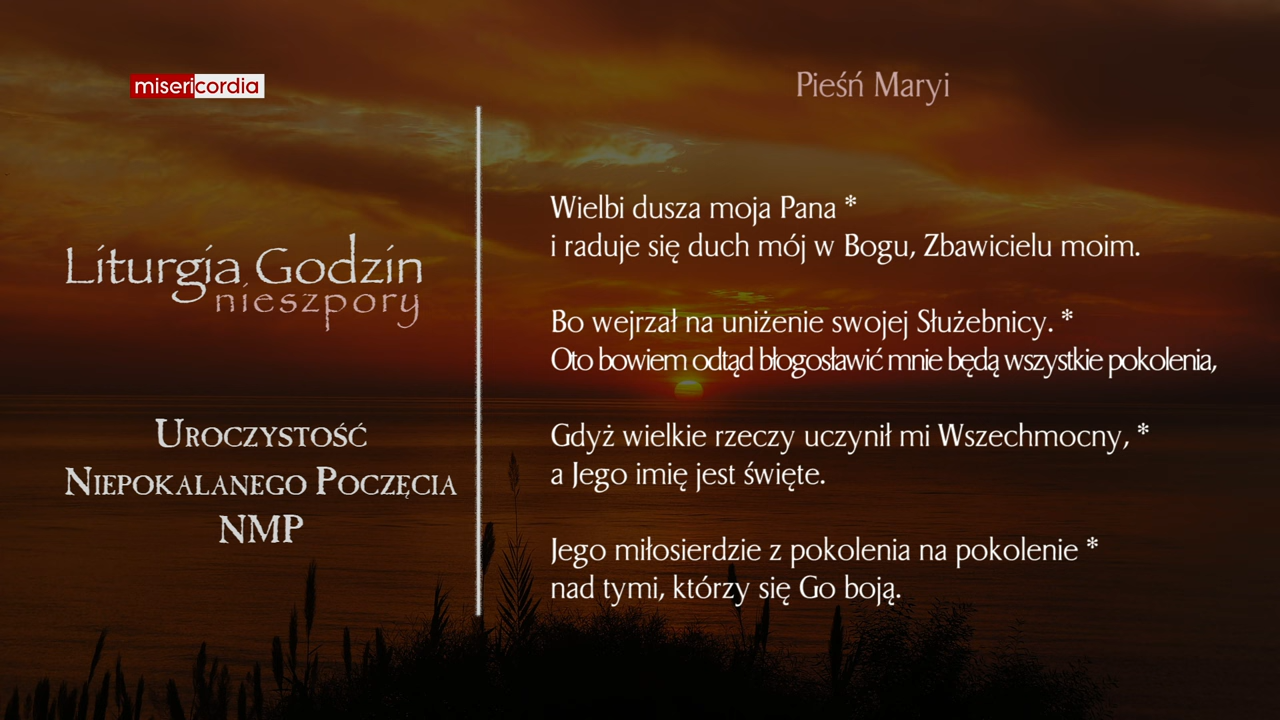 misericordia
Liturgia Godzin
nieszpory
Uroczystość
Niepokalanego Poczęcia
NMP
Pieśń Maryi
Wielbi dusza moja Pana *
i raduje się duch mój w Bogu, Zbawicielu moim.
Bo wejrzał na uniżenie swojej Służebnicy. *
Oto bowiem odtąd błogosławić mnie będą wszystkie pokolenia,
Gdyż wielkie rzeczy uczynił mi Wszechmocny, *
a Jego imię jest święte.
Jego miłosierdzie z pokolenia na pokolenie *
nad tymi, którzy się Go boją.